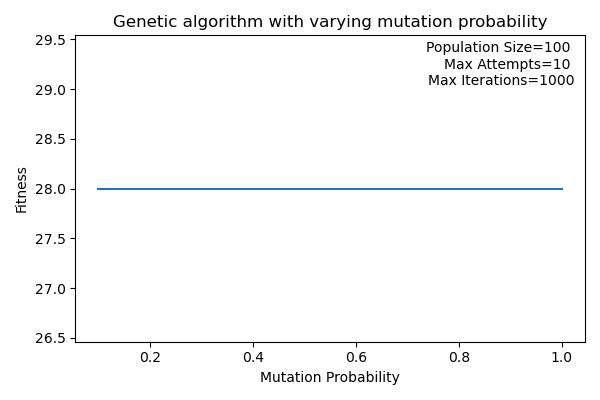 Genetic algorithm with varying mutation probability
Population Size=100
Max Attempts=10
Max Iterations=1000
29.5
29.0
28.5
28.0
27.5
27.0
26.5
Fitness
0.2 0.4 0.6 0.8 1.0
Mutation Probability